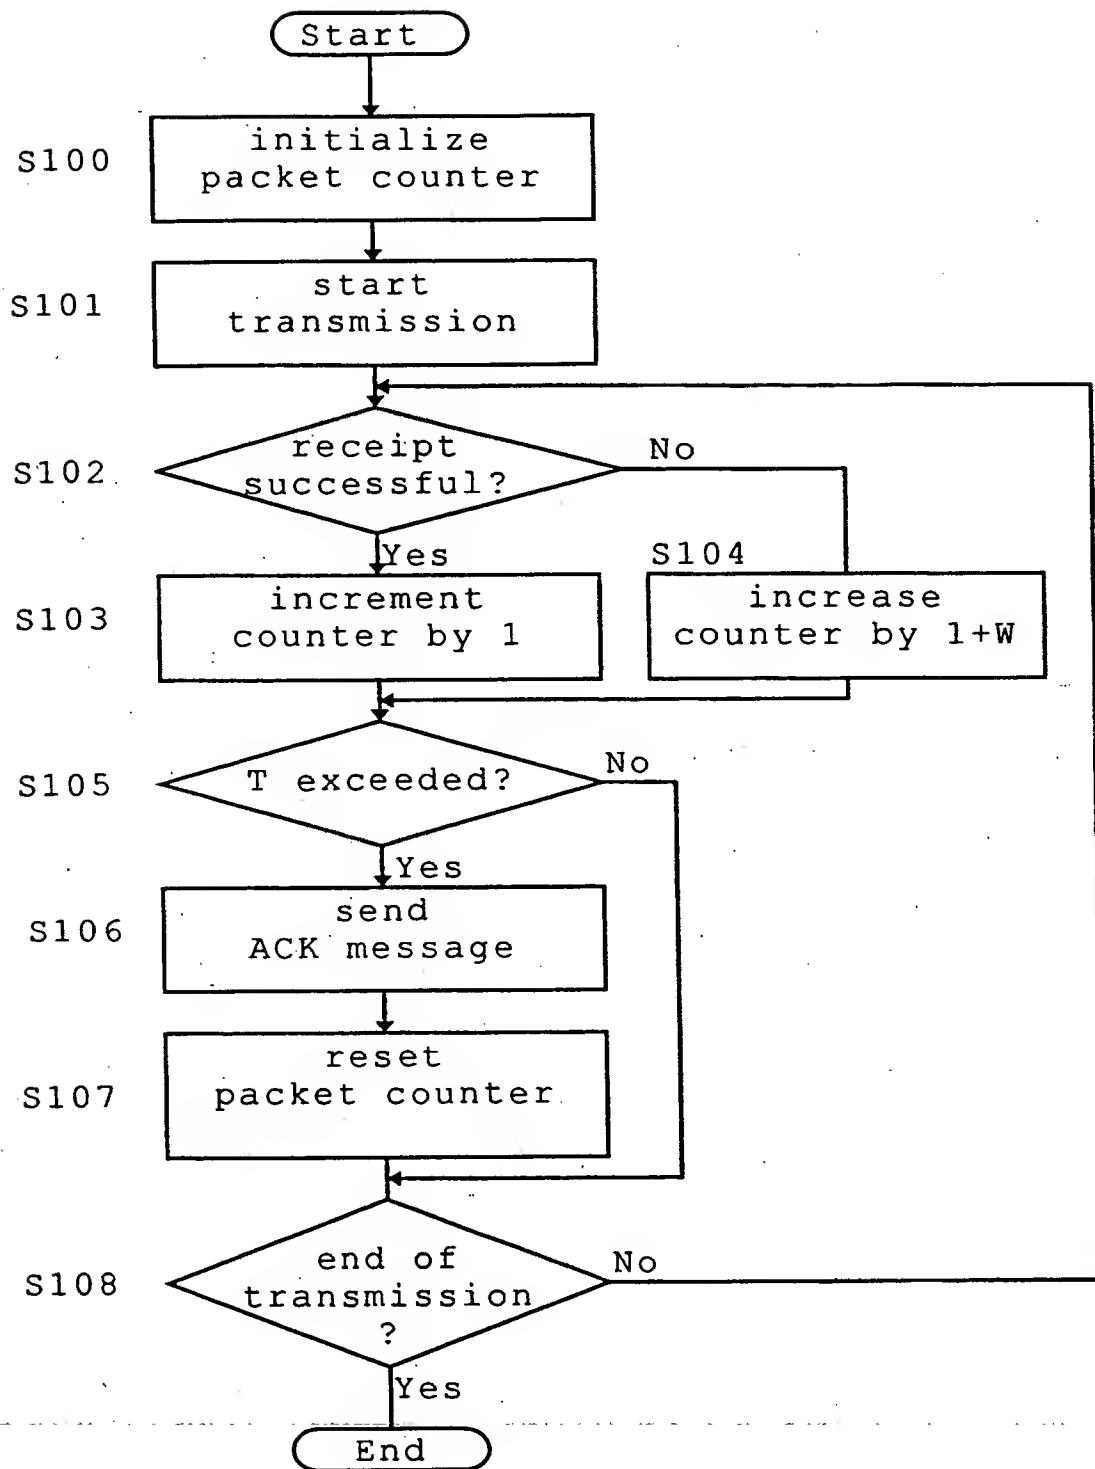 Start
S100
initialize
packet counter
S101
start
transmission
S102
receipt
successful?
No
Yes
S103
increment
counter by 1
S104
increase
counter by 1+W
S105
T exceeded?
No
Yes
S106
send
ACK message
S107
reset
packet counter
S108
end of
transmission
?
No
Yes
End